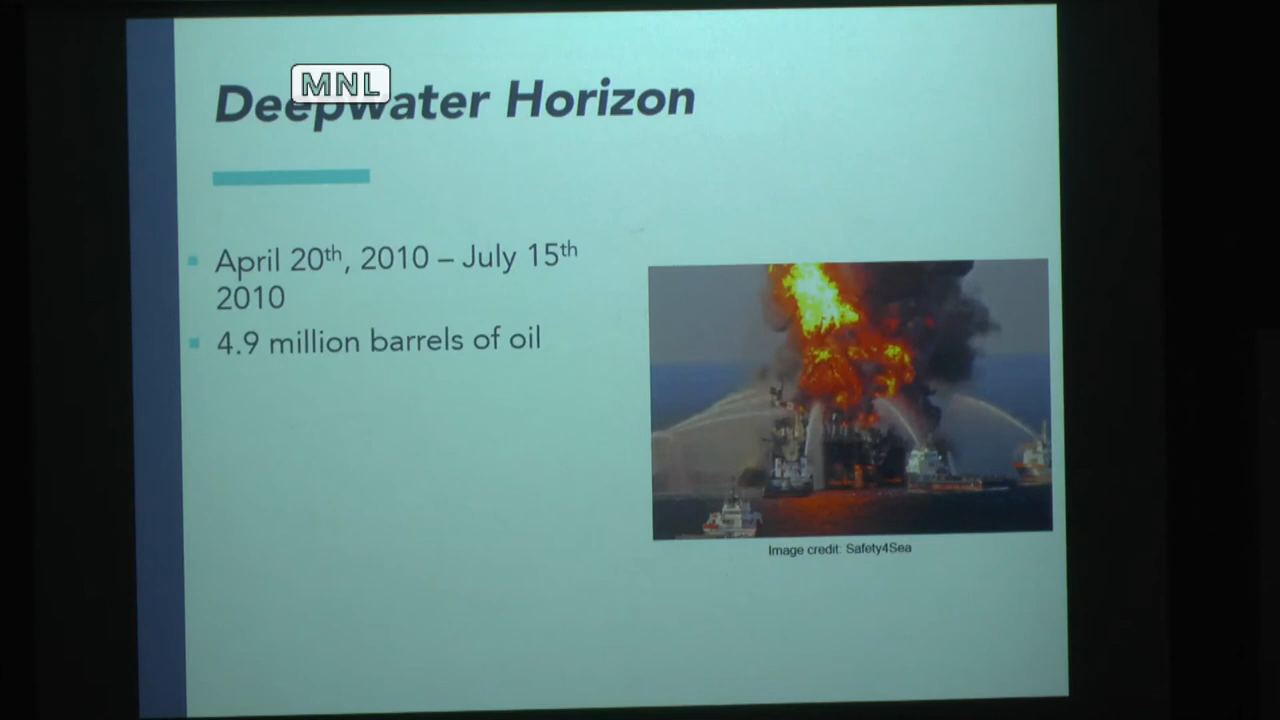 MNL
Deepwater Horizon
April 20th, 2010 – July 15th
2010
4.9 million barrels of oil
Image credit: Safety4Sea